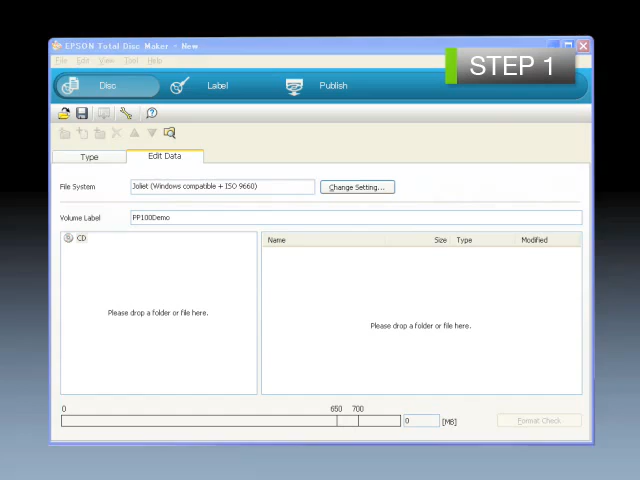 EPSON Total Disc Maker - New
STEP 1
File Edit View Tool Help
Disc Label Publish
Type Edit Data
File System Joliet (Windows compatible + ISO 9660) Change Setting...
Volume Label PP100Demo
CD Name Size Type Modified
Please drop a folder or file here.
Please drop a folder or file here.
0 650 700
0 [MB] Format Check